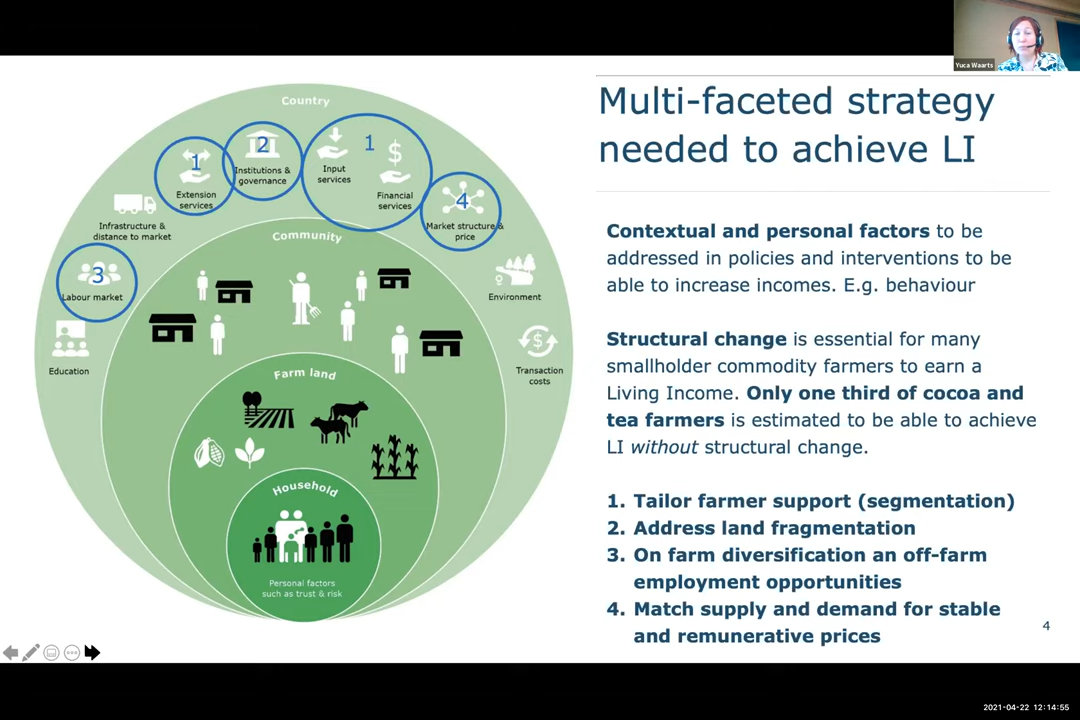 Yuca Waarts
Multi-faceted strategy
needed to achieve LI
Country
1
Extension
services
2
Institutions &
governance
1
Input
services
$
Financial
services
4
Market structure &
price
Infrastructure &
distance to market
3
Labour market
Education
Environment
$
Transaction
costs
Community
Farm land
Household
Personal factors
such as trust & risk
Contextual and personal factors to be
addressed in policies and interventions to be
able to increase incomes. E.g. behaviour
Structural change is essential for many
smallholder commodity farmers to earn a
Living Income. Only one third of cocoa and
tea farmers is estimated to be able to achieve
LI without structural change.
1. Tailor farmer support (segmentation)
2. Address land fragmentation
3. On farm diversification an off-farm
employment opportunities
4. Match supply and demand for stable
and remunerative prices
4
2021-04-22 12:14:55